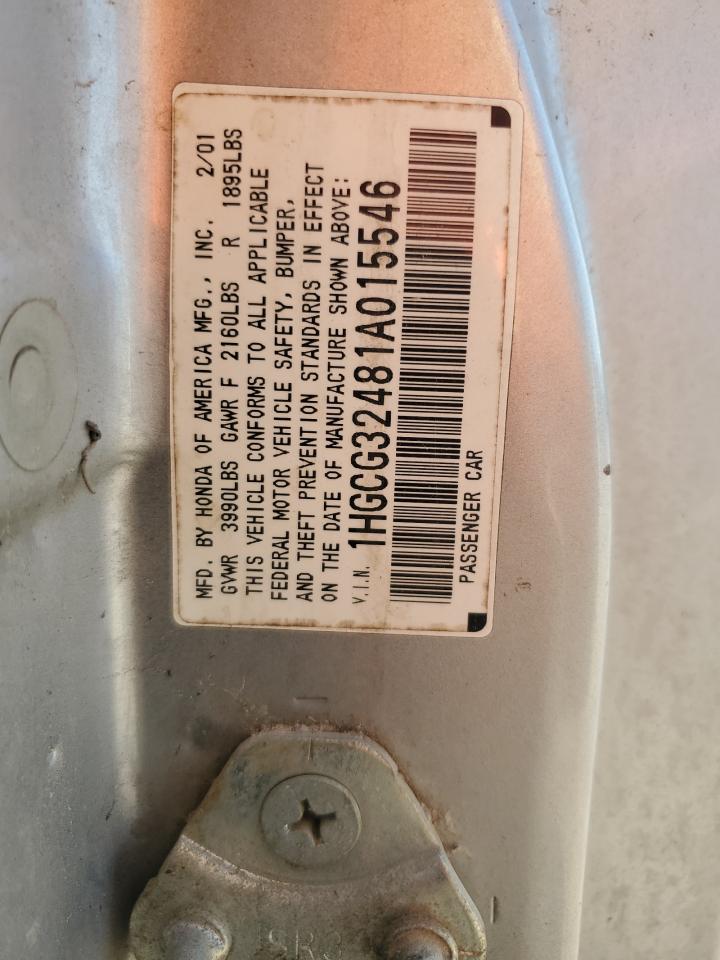 MFD. BY HONDA OF AMERICA MFG., INC. 2/01
GVWR 3990LBS GAWR F 2160LBS R 1895LBS
THIS VEHICLE CONFORMS TO ALL APPLICABLE
FEDERAL MOTOR VEHICLE SAFETY, BUMPER,
AND THEFT PREVENTION STANDARDS IN EFFECT
ON THE DATE OF MANUFACTURE SHOWN ABOVE:
V.I.N. 1HGCG32481A015546
PASSENGER CAR